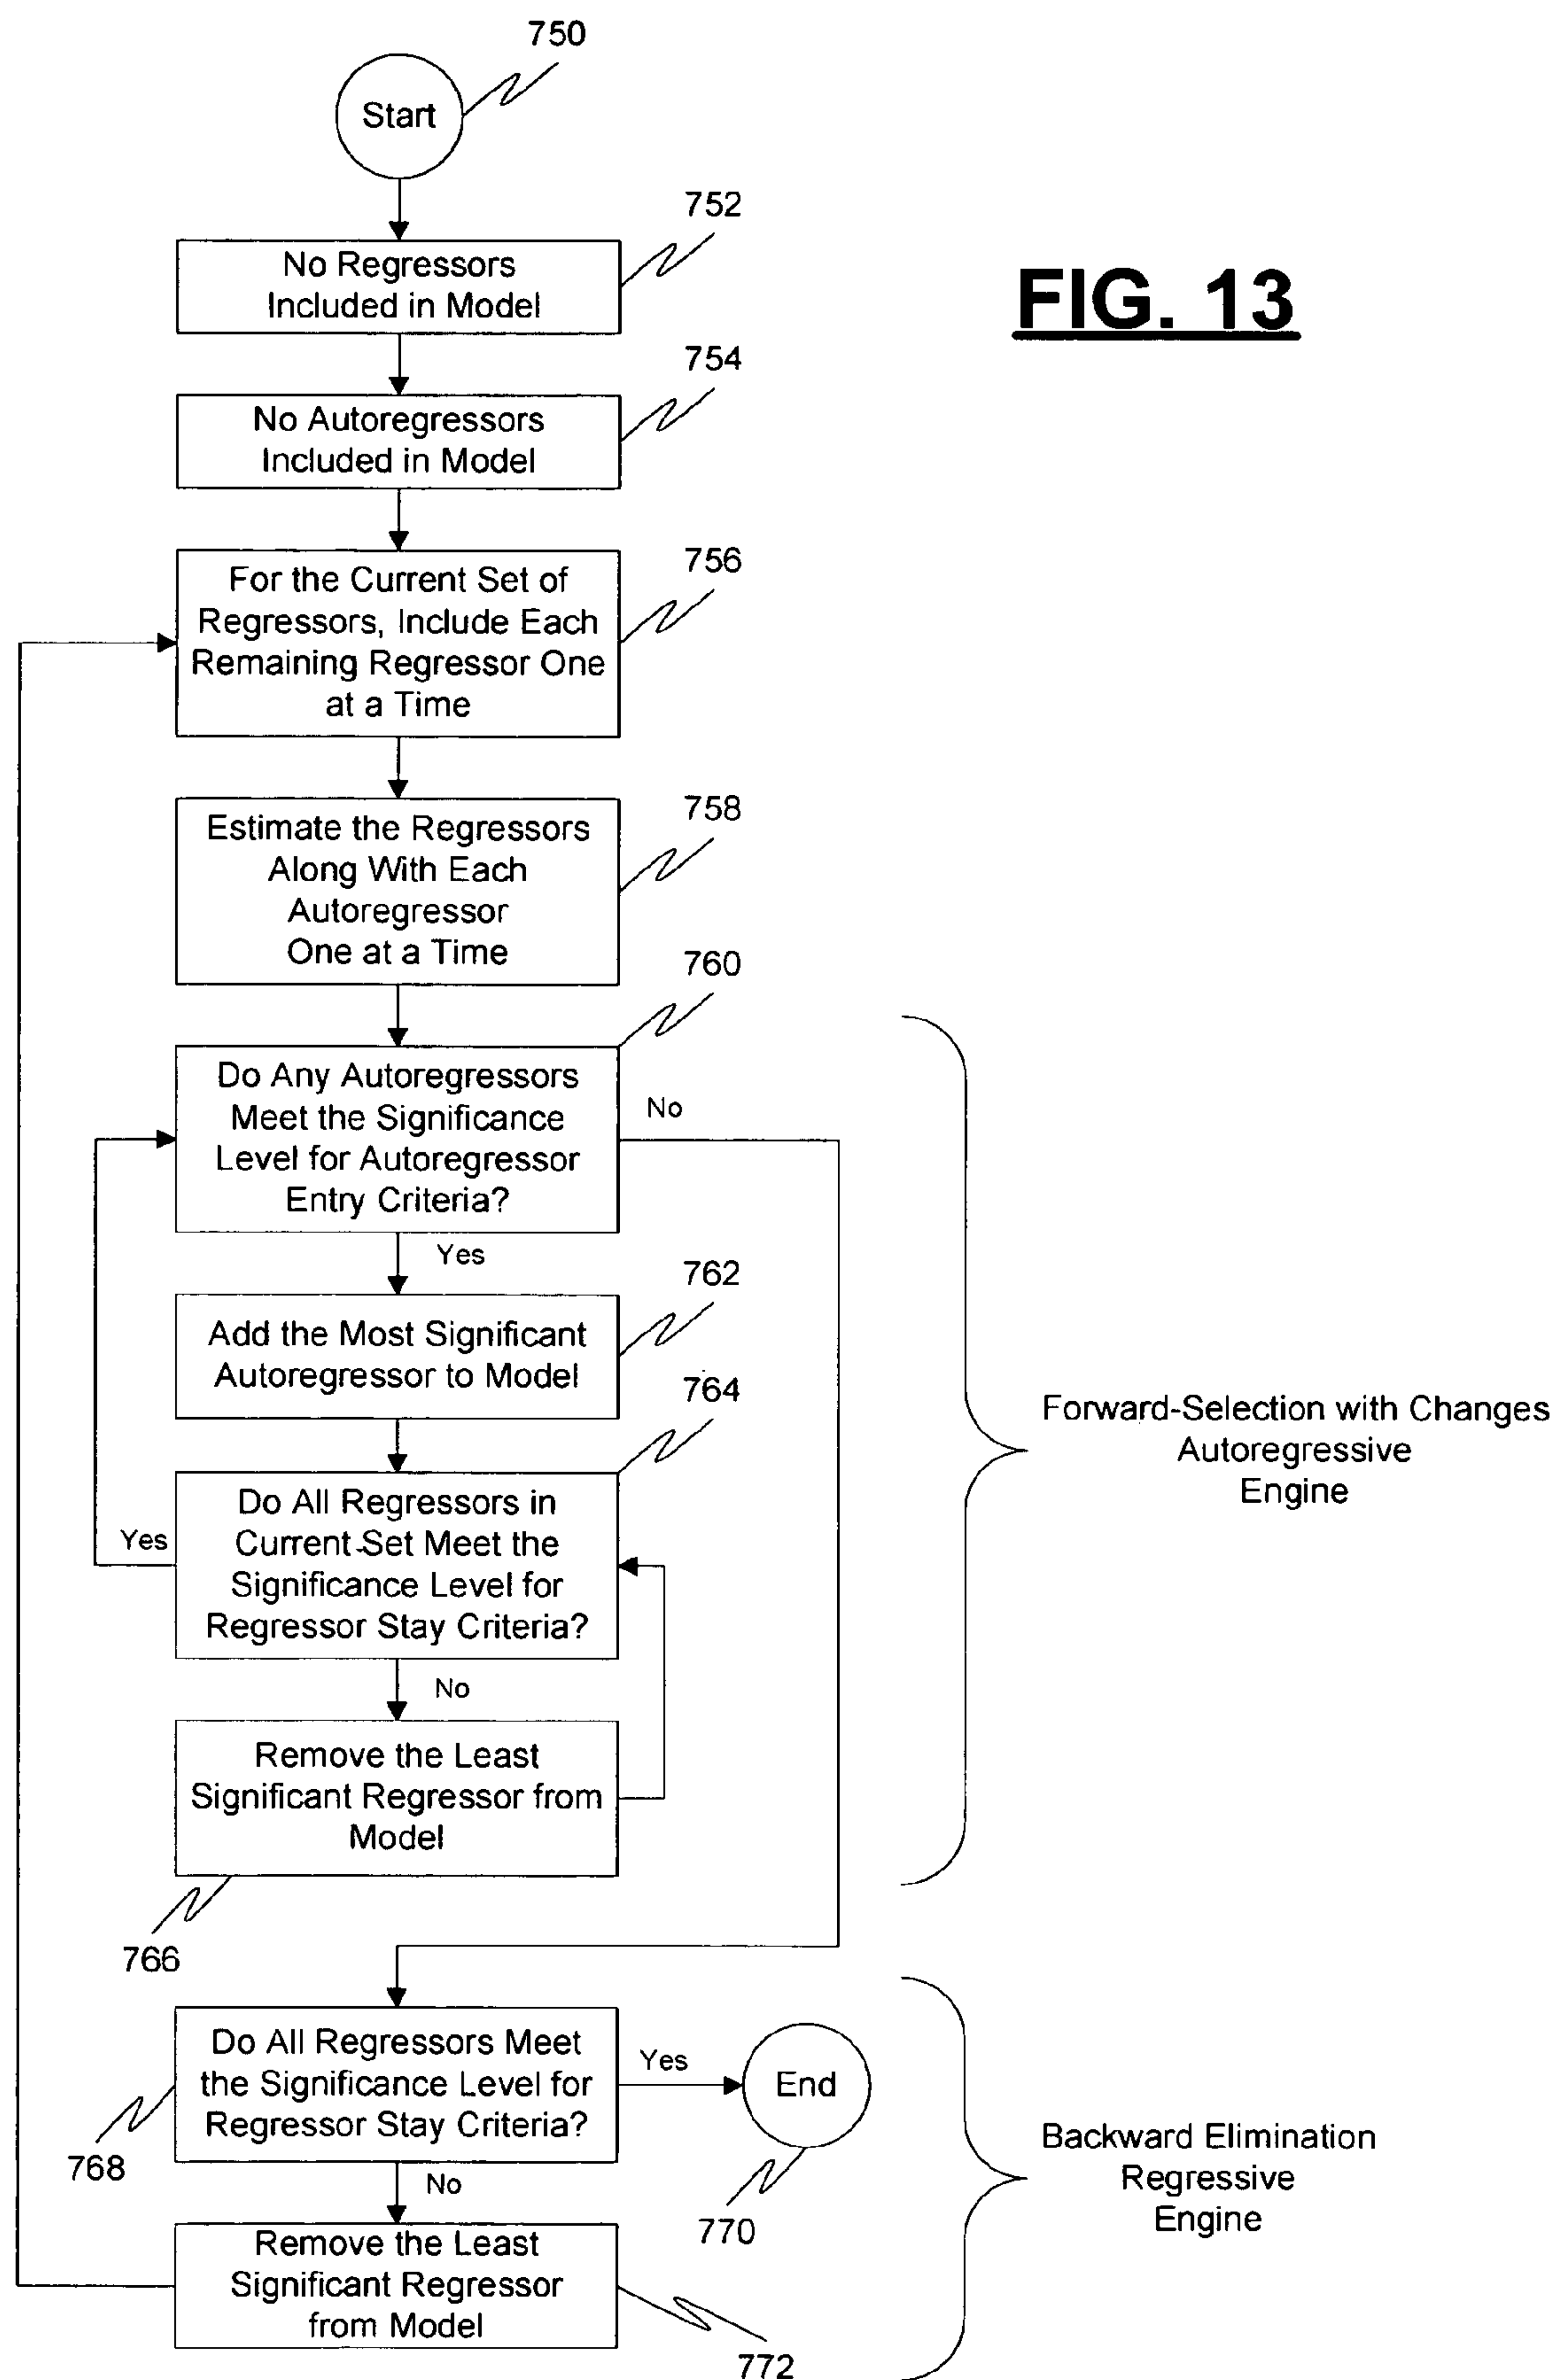 750
Start
752
No Regressors
Included in Model
FIG. 13
754
No Autoregressors
Included in Model
756
For the Current Set of
Regressors, Include Each
Remaining Regressor One
at a Time
758
Estimate the Regressors
Along With Each
Autoregressor
One at a Time
760
Do Any Autoregressors
Meet the Significance
Level for Autoregressor
Entry Criteria?
No
Yes
762
Add the Most Significant
Autoregressor to Model
764
Do All Regressors in
Current-Set Meet the
Significance Level for
Regressor Stay Criteria?
Yes
No
Forward-Selection with Changes
Autoregressive
Engine
Remove the Least
Significant Regressor from
Model
766
Do All Regressors Meet
the Significance Level for
Regressor Stay Criteria?
Yes
End
768
No
770
Backward Elimination
Regressive
Engine
Remove the Least
Significant Regressor
from Model
772